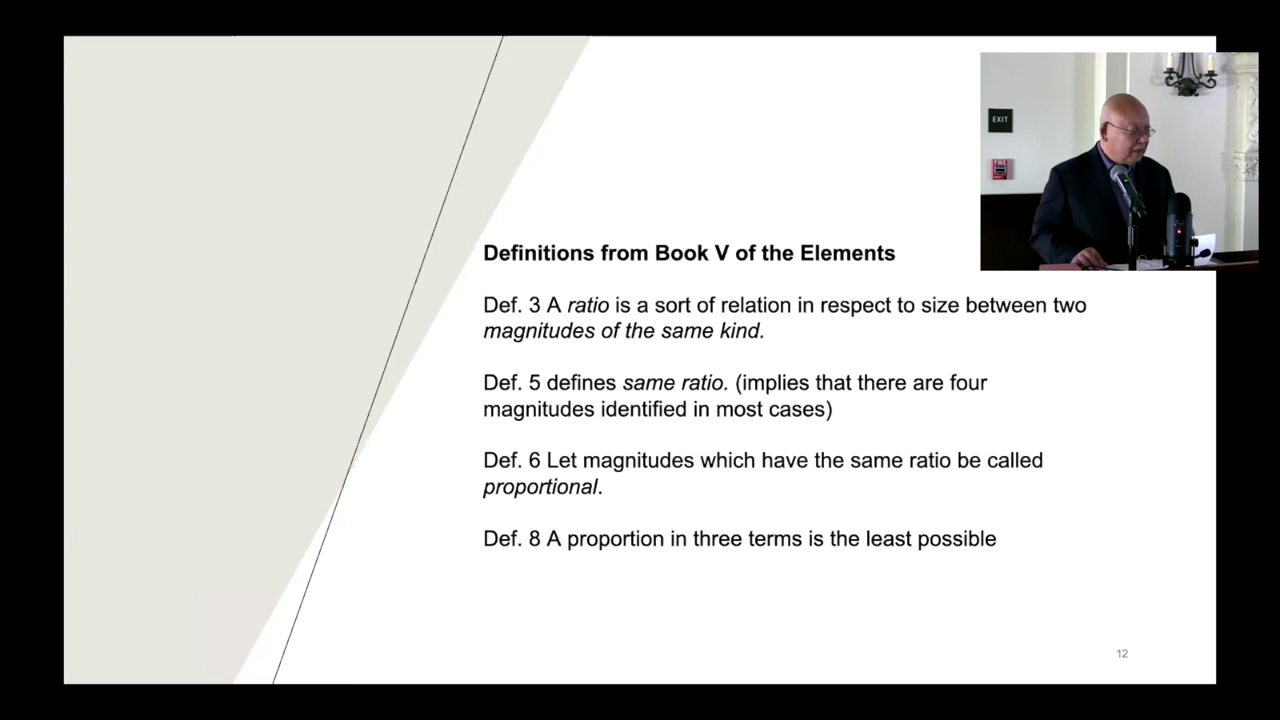 EXIT
FIRE
Definitions from Book V of the Elements
Def. 3 A ratio is a sort of relation in respect to size between two
magnitudes of the same kind.
Def. 5 defines same ratio. (implies that there are four
magnitudes identified in most cases)
Def. 6 Let magnitudes which have the same ratio be called
proportional.
Def. 8 A proportion in three terms is the least possible
12